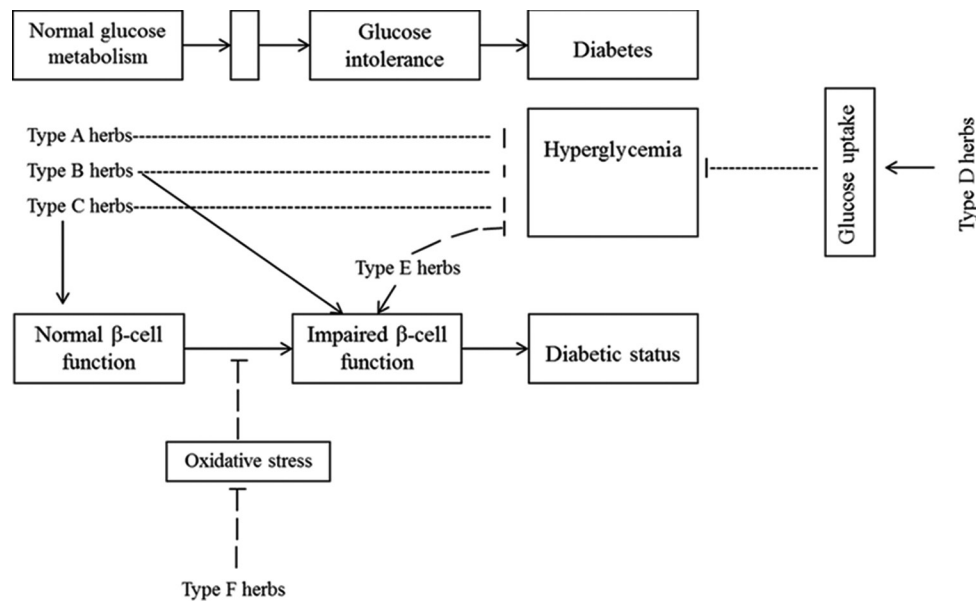 Normal glucose
metabolism
Glucose
intolerance
Diabetes
Type A herbs
Type B herbs
Type C herbs
Hyperglycemia
Glucose uptake
Type D herbs
Type E herbs
Normal β-cell
function
Impaired β-cell
function
Diabetic status
Oxidative stress
Type F herbs